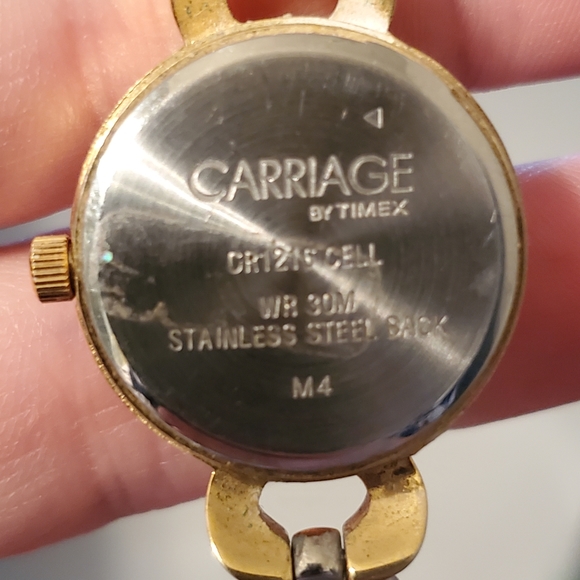 CARRIAGE
BY TIMEX
CR1216 CELL
WR 30M
STAINLESS STEEL BACK
M4